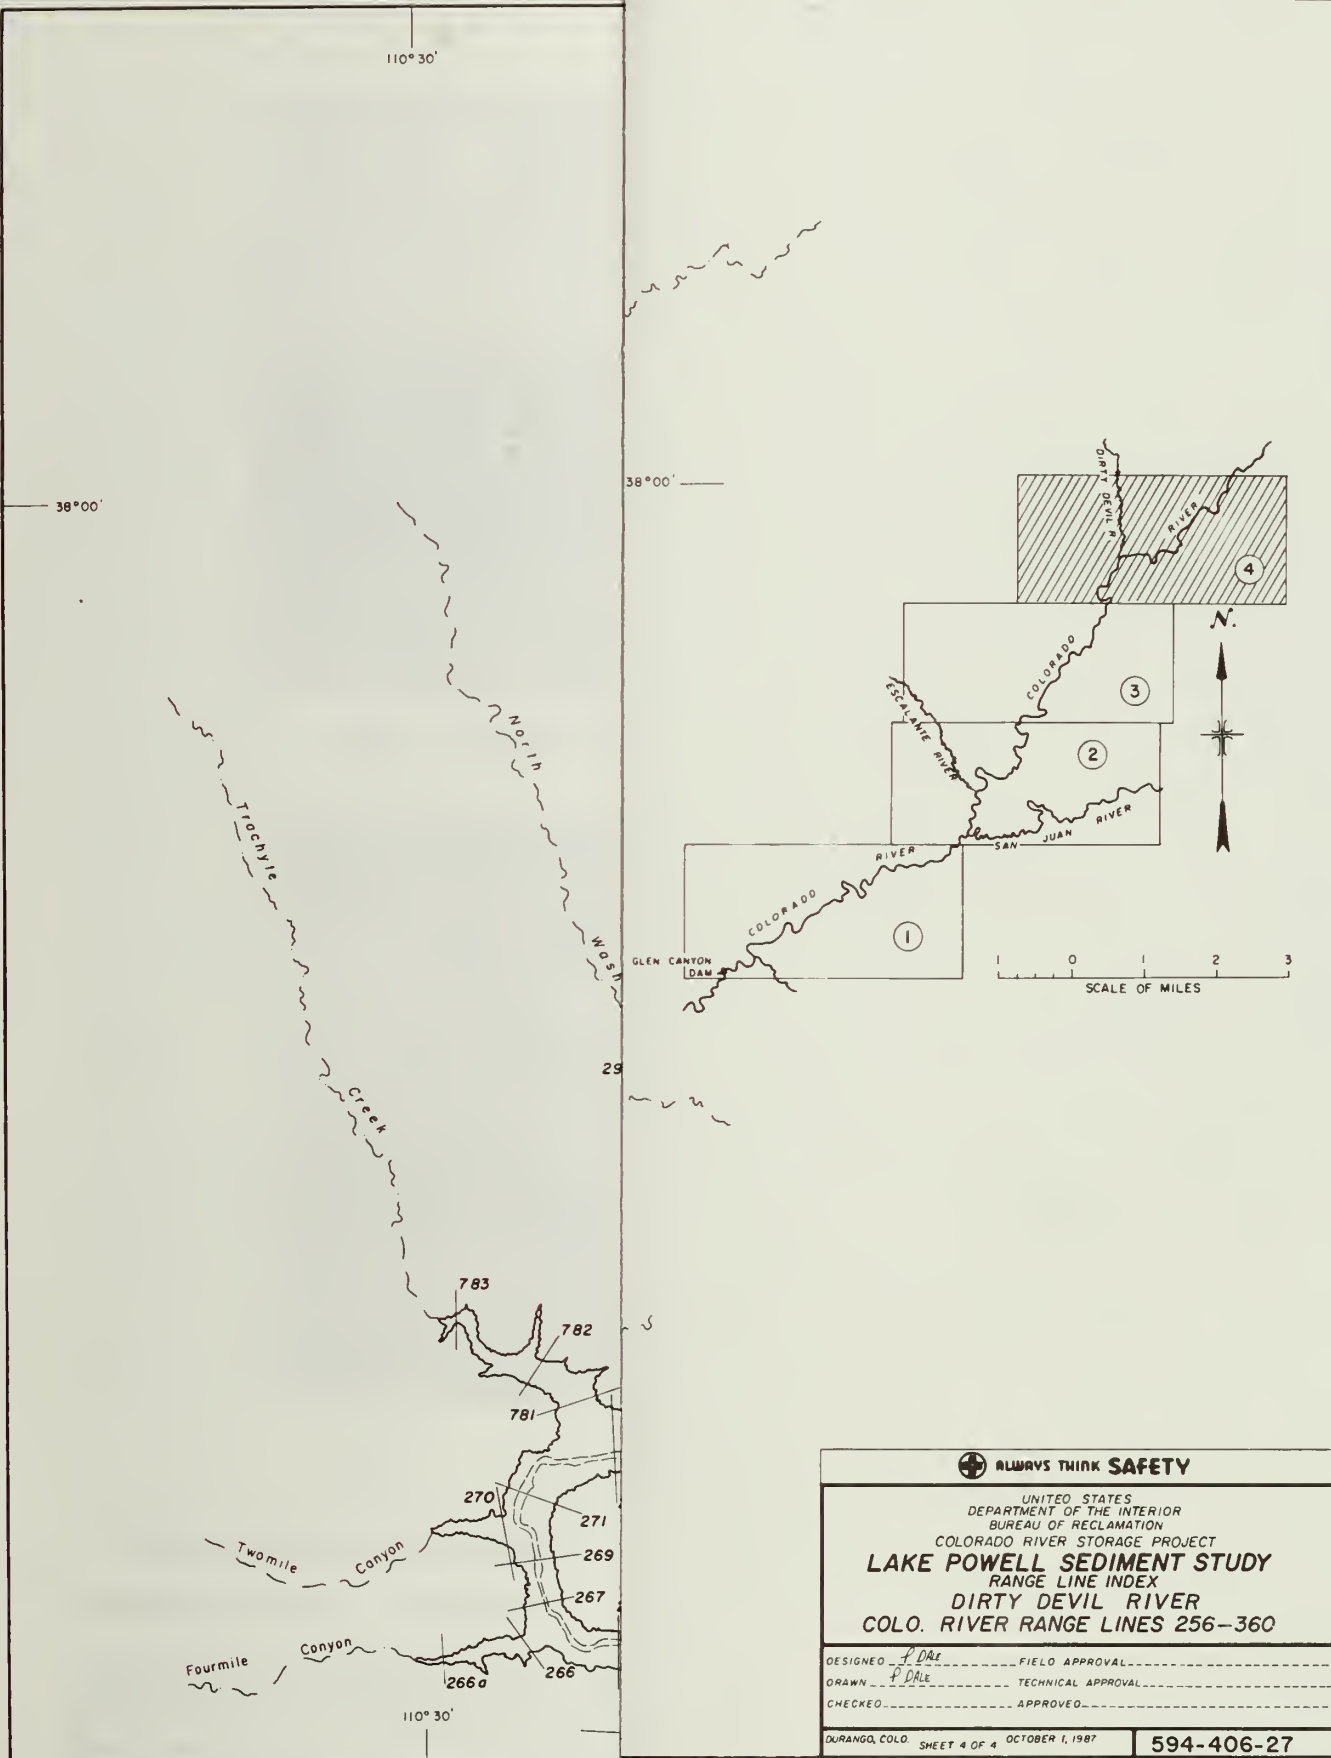 110° 30'
38° 00'
North
Wash
Trachyte
Creek
29
783
782
781
270
271
269
267
266
266a
Twomile Canyon
Fourmile Canyon
110° 30'
38° 00'
DIRTY DEVIL R.
RIVER
4
N.
COLORADO
3
ESCALANTE RIVER
2
SAN JUAN RIVER
RIVER
COLORADO
1
GLEN CANYON
DAM
1 0 1 2 3
SCALE OF MILES
ALWAYS THINK SAFETY
UNITED STATES
DEPARTMENT OF THE INTERIOR
BUREAU OF RECLAMATION
COLORADO RIVER STORAGE PROJECT
LAKE POWELL SEDIMENT STUDY
RANGE LINE INDEX
DIRTY DEVIL RIVER
COLO. RIVER RANGE LINES 256-360
DESIGNED P DALE FIELD APPROVAL
DRAWN P DALE TECHNICAL APPROVAL
CHECKED APPROVED
DURANGO, COLO. SHEET 4 OF 4 OCTOBER 1, 1987 594-406-27